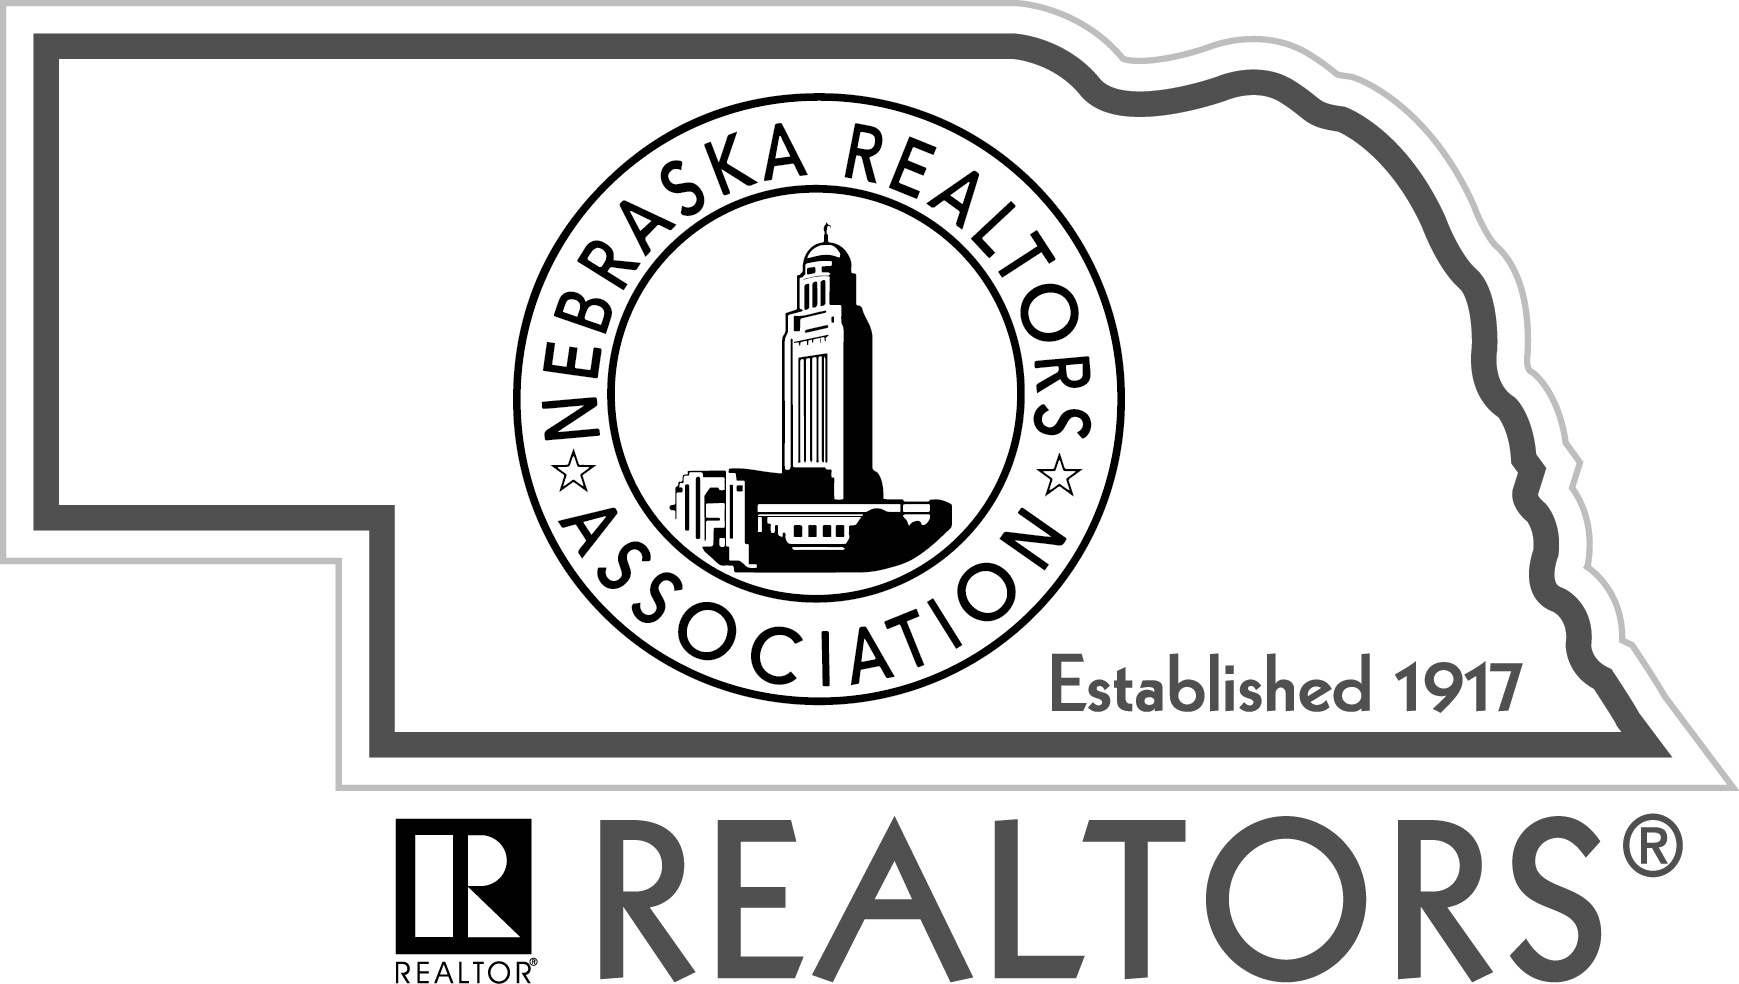 NEBRASKA REALTORS
ASSOCIATION
Established 1917
R
REALTOR®
REALTORS®